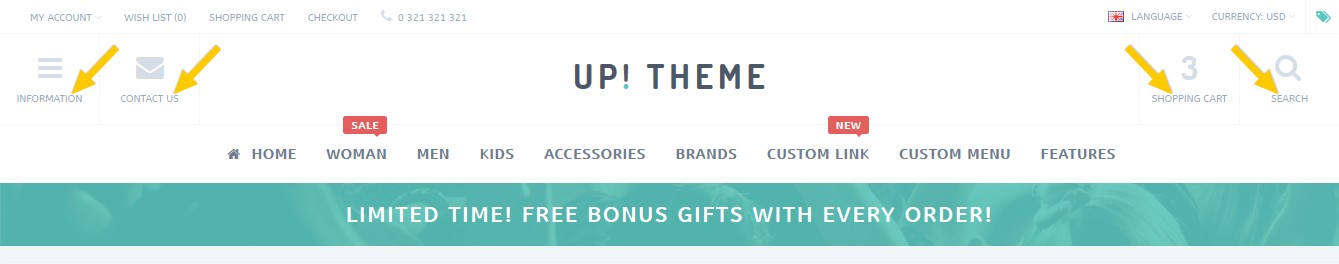 MY ACCOUNT WISH LIST (0) SHOPPING CART CHECKOUT 0 321 321 321 LANGUAGE CURRENCY: USD
UP! THEME 3
INFORMATION CONTACT US SHOPPING CART SEARCH
SALE NEW
HOME WOMAN MEN KIDS ACCESSORIES BRANDS CUSTOM LINK CUSTOM MENU FEATURES
LIMITED TIME! FREE BONUS GIFTS WITH EVERY ORDER!